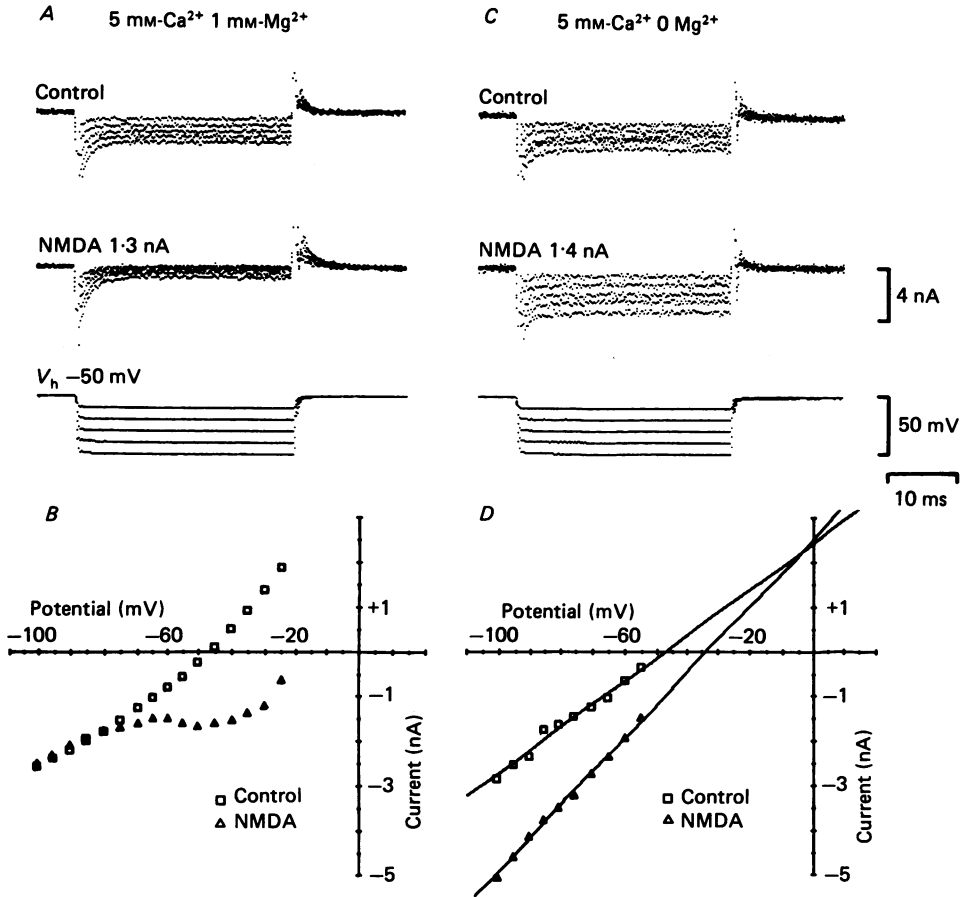 A 5 mM-Ca²⁺ 1 mM-Mg²⁺
Control
NMDA 1·3 nA
Vh −50 mV
C 5 mM-Ca²⁺ 0 Mg²⁺
Control
NMDA 1·4 nA
4 nA
50 mV
10 ms
B
Potential (mV)
−100 −60 −20
+1
−1
−3
−5
Current (nA)
□ Control
△ NMDA
D
Potential (mV)
−100 −60 −20
+1
−1
−3
−5
Current (nA)
□ Control
△ NMDA